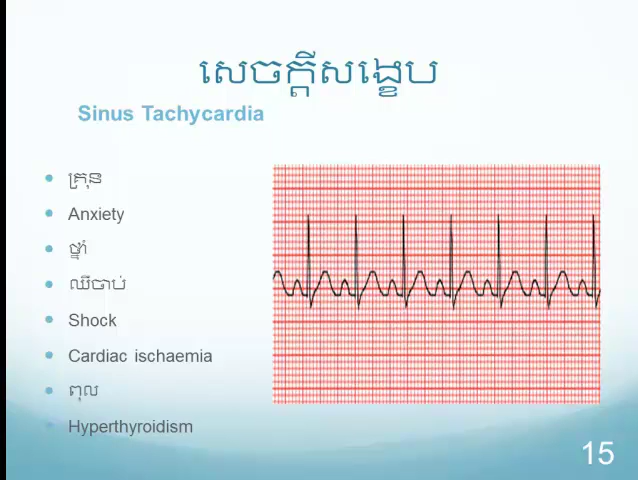 សេចក្តីសង្ខេប
Sinus Tachycardia
គ្រុន
Anxiety
ថ្នាំ
ឈឺចាប់
Shock
Cardiac ischaemia
ពុល
Hyperthyroidism
15